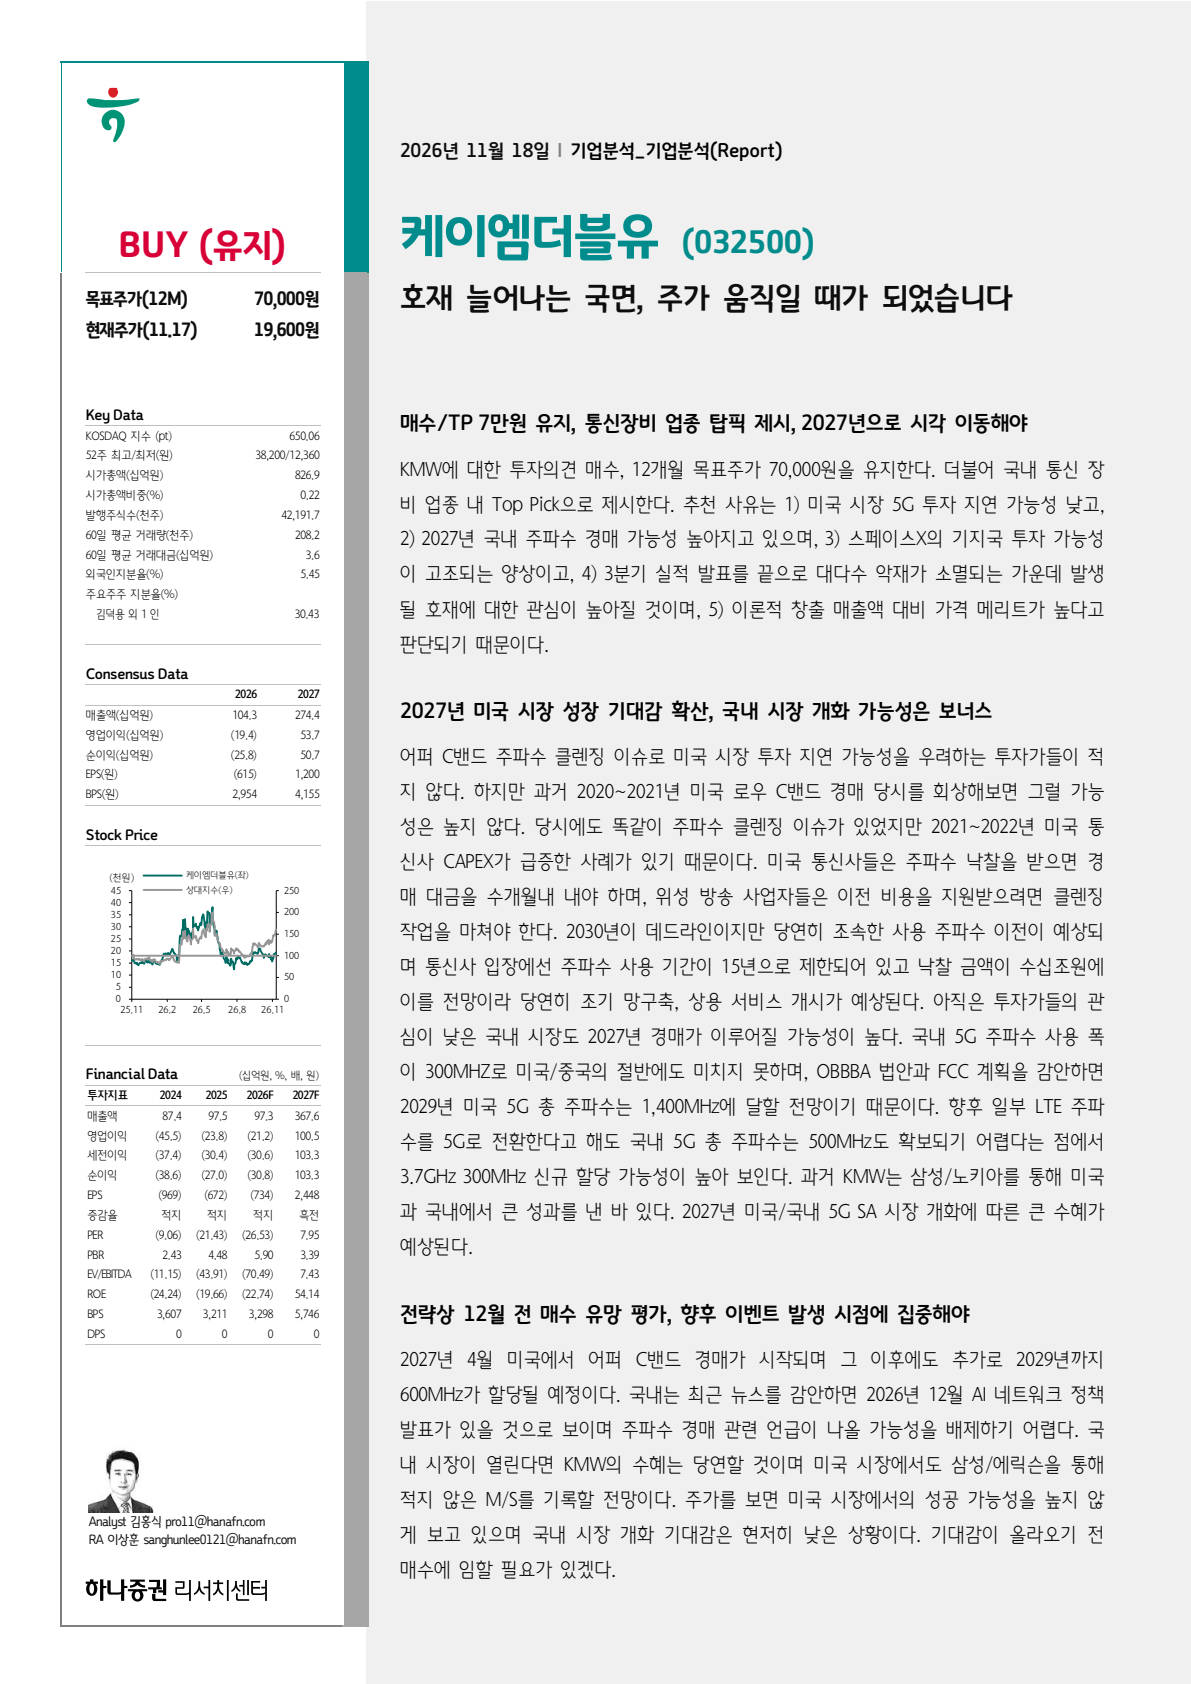 BUY (유지)
목표주가(12M) 70,000원
현재주가(11.17) 19,600원
Key Data
KOSDAQ 지수 (pt) 650.06
52주 최고/최저(원) 38,200/12,360
시가총액(십억원) 826.9
시가총액비중(%) 0.22
발행주식수(천주) 42,191.7
60일 평균 거래량(천주) 208.2
60일 평균 거래대금(십억원) 3.6
외국인지분율(%) 5.45
주요주주 지분율(%)
김덕용 외 1 인 30.43
Consensus Data
2026 2027
매출액(십억원) 104.3 274.4
영업이익(십억원) (19.4) 53.7
순이익(십억원) (25.8) 50.7
EPS(원) (615) 1,200
BPS(원) 2,954 4,155
Stock Price
(천원)
케이엠더블유(좌)
상대지수(우)
45 250
40
35 200
30
25 150
20
15 100
10
5 50
0 0
25.11 26.2 26.5 26.8 26.11
Financial Data (십억원, %, 배, 원)
투자지표 2024 2025 2026F 2027F
매출액 87.4 97.5 97.3 367.6
영업이익 (45.5) (23.8) (21.2) 100.5
세전이익 (37.4) (30.4) (30.6) 103.3
순이익 (38.6) (27.0) (30.8) 103.3
EPS (969) (672) (734) 2,448
증감율 적지 적지 적지 흑전
PER (9.06) (21.43) (26.53) 7.95
PBR 2.43 4.48 5.90 3.39
EV/EBITDA (11.15) (43.91) (70.49) 7.43
ROE (24.24) (19.66) (22.74) 54.14
BPS 3,607 3,211 3,298 5,746
DPS 0 0 0 0
Analyst 김홍식 pro11@hanafn.com
RA 이상훈 sanghunlee0121@hanafn.com
하나증권 리서치센터
2026년 11월 18일 | 기업분석_기업분석(Report)
케이엠더블유 (032500)
호재 늘어나는 국면, 주가 움직일 때가 되었습니다
매수/TP 7만원 유지, 통신장비 업종 탑픽 제시, 2027년으로 시각 이동해야
KMW에 대한 투자의견 매수, 12개월 목표주가 70,000원을 유지한다. 더불어 국내 통신 장
비 업종 내 Top Pick으로 제시한다. 추천 사유는 1) 미국 시장 5G 투자 지연 가능성 낮고,
2) 2027년 국내 주파수 경매 가능성 높아지고 있으며, 3) 스페이스X의 기지국 투자 가능성
이 고조되는 양상이고, 4) 3분기 실적 발표를 끝으로 대다수 악재가 소멸되는 가운데 발생
될 호재에 대한 관심이 높아질 것이며, 5) 이론적 창출 매출액 대비 가격 메리트가 높다고
판단되기 때문이다.
2027년 미국 시장 성장 기대감 확산, 국내 시장 개화 가능성은 보너스
어퍼 C밴드 주파수 클렌징 이슈로 미국 시장 투자 지연 가능성을 우려하는 투자가들이 적
지 않다. 하지만 과거 2020~2021년 미국 로우 C밴드 경매 당시를 회상해보면 그럴 가능
성은 높지 않다. 당시에도 똑같이 주파수 클렌징 이슈가 있었지만 2021~2022년 미국 통
신사 CAPEX가 급증한 사례가 있기 때문이다. 미국 통신사들은 주파수 낙찰을 받으면 경
매 대금을 수개월내 내야 하며, 위성 방송 사업자들은 이전 비용을 지원받으려면 클렌징
작업을 마쳐야 한다. 2030년이 데드라인이지만 당연히 조속한 사용 주파수 이전이 예상되
며 통신사 입장에선 주파수 사용 기간이 15년으로 제한되어 있고 낙찰 금액이 수십조원에
이를 전망이라 당연히 조기 망구축, 상용 서비스 개시가 예상된다. 아직은 투자가들의 관
심이 낮은 국내 시장도 2027년 경매가 이루어질 가능성이 높다. 국내 5G 주파수 사용 폭
이 300MHZ로 미국/중국의 절반에도 미치지 못하며, OBBBA 법안과 FCC 계획을 감안하면
2029년 미국 5G 총 주파수는 1,400MHz에 달할 전망이기 때문이다. 향후 일부 LTE 주파
수를 5G로 전환한다고 해도 국내 5G 총 주파수는 500MHz도 확보되기 어렵다는 점에서
3.7GHz 300MHz 신규 할당 가능성이 높아 보인다. 과거 KMW는 삼성/노키아를 통해 미국
과 국내에서 큰 성과를 낸 바 있다. 2027년 미국/국내 5G SA 시장 개화에 따른 큰 수혜가
예상된다.
전략상 12월 전 매수 유망 평가, 향후 이벤트 발생 시점에 집중해야
2027년 4월 미국에서 어퍼 C밴드 경매가 시작되며 그 이후에도 추가로 2029년까지
600MHz가 할당될 예정이다. 국내는 최근 뉴스를 감안하면 2026년 12월 AI 네트워크 정책
발표가 있을 것으로 보이며 주파수 경매 관련 언급이 나올 가능성을 배제하기 어렵다. 국
내 시장이 열린다면 KMW의 수혜는 당연할 것이며 미국 시장에서도 삼성/에릭슨을 통해
적지 않은 M/S를 기록할 전망이다. 주가를 보면 미국 시장에서의 성공 가능성을 높지 않
게 보고 있으며 국내 시장 개화 기대감은 현저히 낮은 상황이다. 기대감이 올라오기 전
매수에 임할 필요가 있겠다.